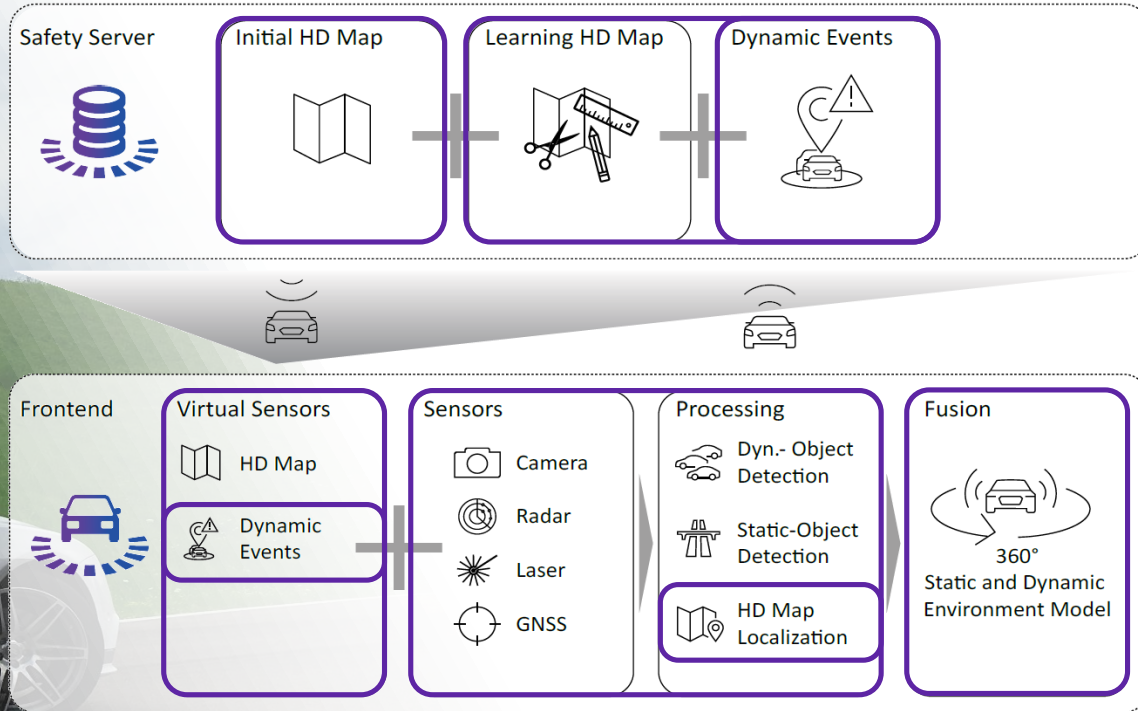 Safety Server
Initial HD Map
Learning HD Map
Dynamic Events
Frontend
Virtual Sensors
HD Map
Dynamic
Events
Sensors
Camera
Radar
Laser
GNSS
Processing
Dyn.- Object
Detection
Static-Object
Detection
HD Map
Localization
Fusion
360°
Static and Dynamic
Environment Model